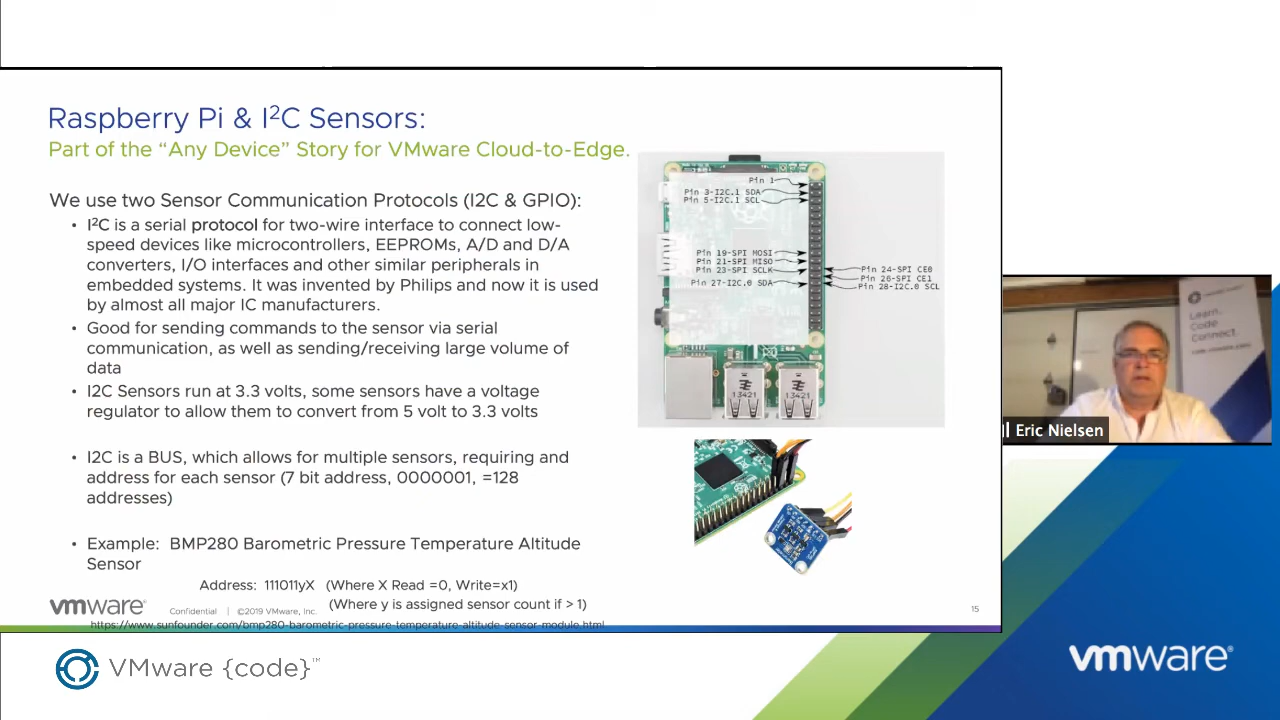 Raspberry Pi & I²C Sensors:
Part of the “Any Device” Story for VMware Cloud-to-Edge.
We use two Sensor Communication Protocols (I2C & GPIO):
• I²C is a serial protocol for two-wire interface to connect low-
speed devices like microcontrollers, EEPROMs, A/D and D/A
converters, I/O interfaces and other similar peripherals in
embedded systems. It was invented by Philips and now it is used
by almost all major IC manufacturers.
• Good for sending commands to the sensor via serial
communication, as well as sending/receiving large volume of
data
• I2C Sensors run at 3.3 volts, some sensors have a voltage
regulator to allow them to convert from 5 volt to 3.3 volts
• I2C is a BUS, which allows for multiple sensors, requiring and
address for each sensor (7 bit address, 0000001, =128
addresses)
• Example: BMP280 Barometric Pressure Temperature Altitude
Sensor
Address: 111011yX (Where X Read =0, Write=x1)
(Where y is assigned sensor count if > 1)
vmware® Confidential | ©2019 VMware, Inc.
15
https://www.sunfounder.com/bmp280-barometric-pressure-temperature-altitude-sensor-module.html
Pin 1
Pin 3-I2C.1 SDA
Pin 5-I2C.1 SCL
Pin 19-SPI MOSI
Pin 21-SPI MISO
Pin 23-SPI SCLK
Pin 27-I2C.0 SDA
Pin 24-SPI CE0
Pin 26-SPI CE1
Pin 28-I2C.0 SCL
13421
13421
Learn.
Code
Connect.
Eric Nielsen
VMware {code}™
vmware®